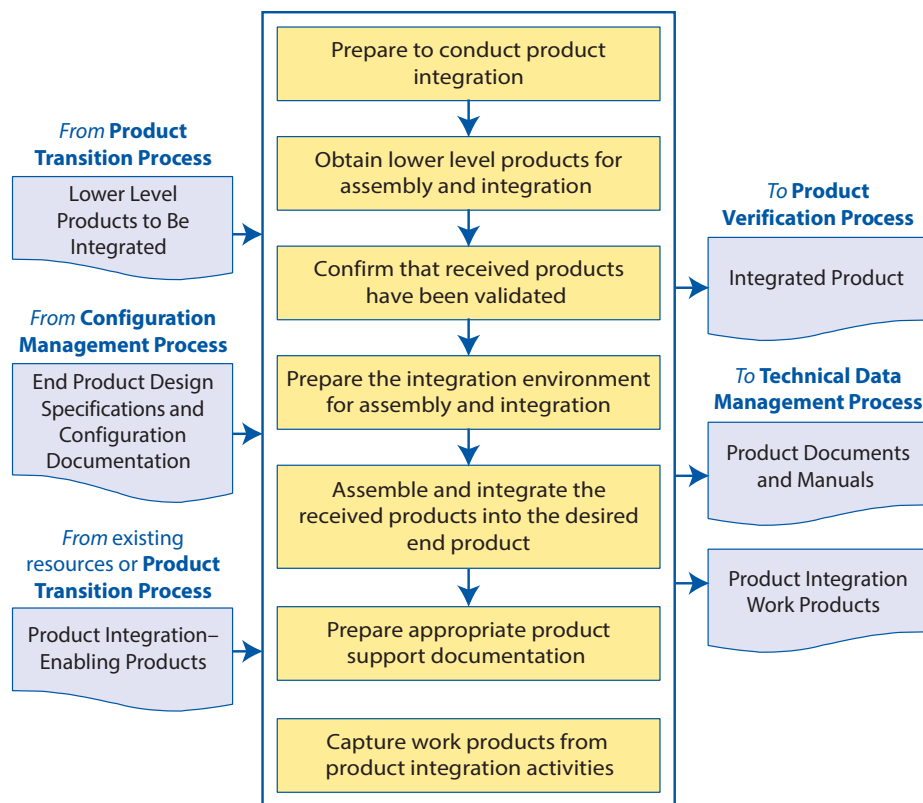 Prepare to conduct product
integration
From Product
Transition Process
Lower Level
Products to Be
Integrated
From Configuration
Management Process
End Product Design
Specifications and
Configuration
Documentation
From existing
resources or Product
Transition Process
Product Integration–
Enabling Products
Obtain lower level products for
assembly and integration
Confirm that received products
have been validated
Prepare the integration environment
for assembly and integration
Assemble and integrate the
received products into the desired
end product
Prepare appropriate product
support documentation
Capture work products from
product integration activities
To Product
Verification Process
Integrated Product
To Technical Data
Management Process
Product Documents
and Manuals
Product Integration
Work Products